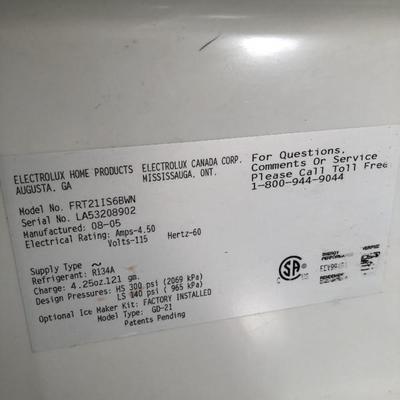 ELECTROLUX HOME PRODUCTS
AUGUSTA, GA
ELECTROLUX CANADA CORP.
MISSISSAUGA, ONT.
For Questions,
Comments Or Service
Please Call Toll Free
1-800-944-9044
Model No. FRT21IS6BWN
Serial No. LA53208902
Manufactured: 08-05
Electrical Rating: Amps-4.50
Volts-115 Hertz-60
Supply Type ~
Refrigerant: R134A
Charge: 4.25oz.121 gm.
Design Pressures: HS 300 psi (2069 kPa)
LS 140 psi ( 965 kPa)
Optional Ice Maker Kit: FACTORY INSTALLED
Model Type: GD-21
Patents Pending
SA
ENERGY
VERIFIED